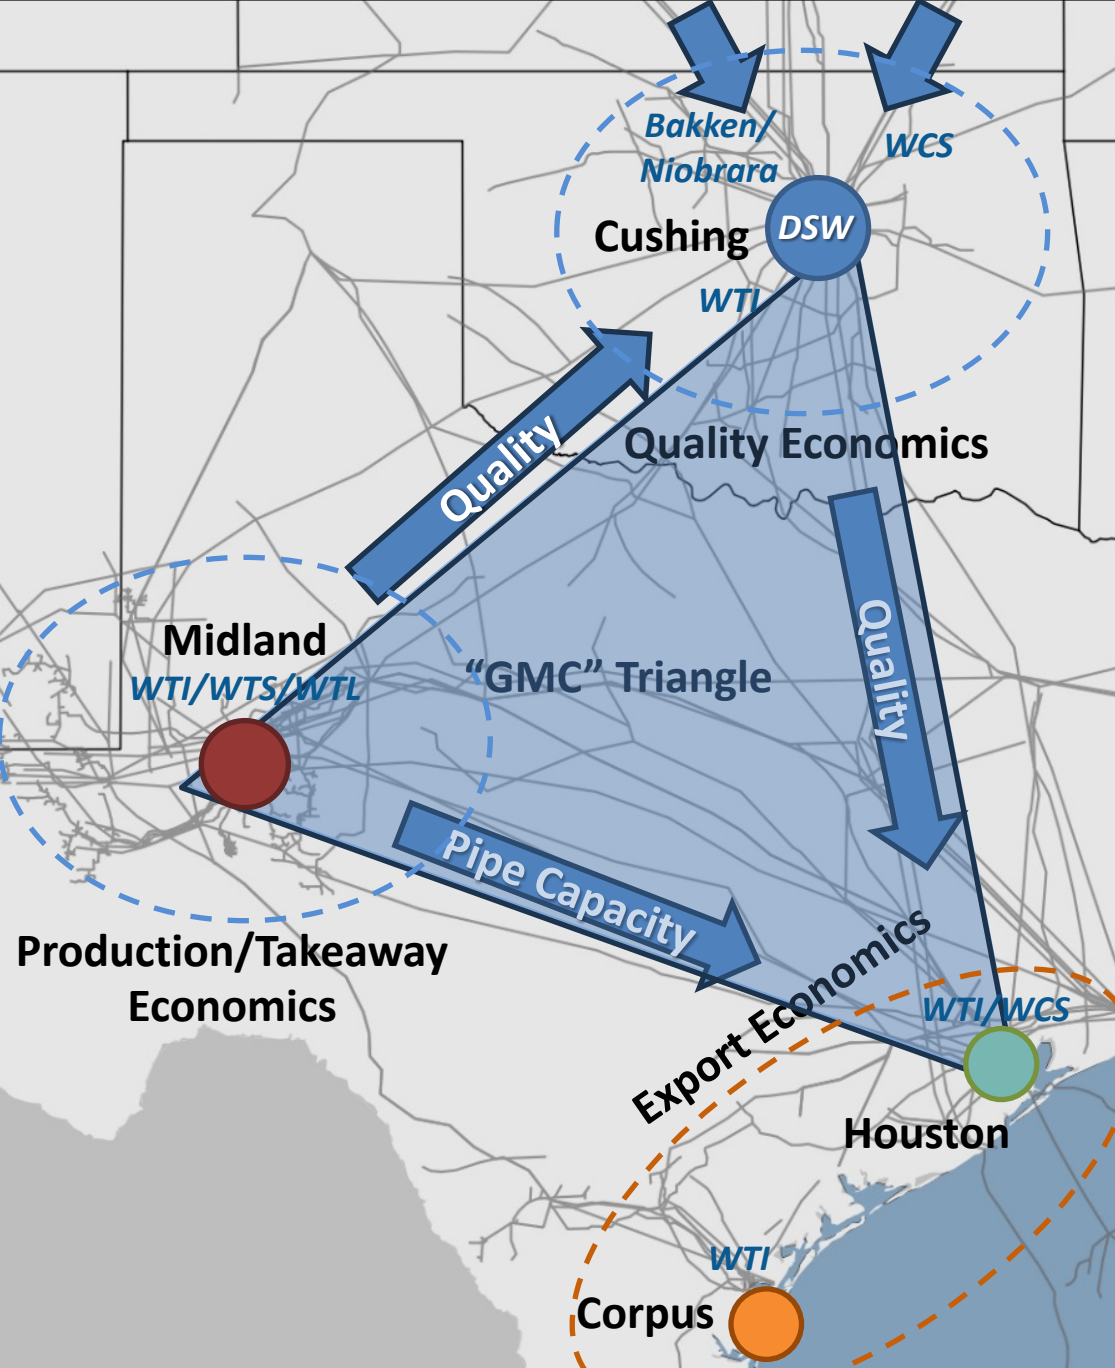 Bakken/
Niobrara
WCS
Cushing
DSW
WTI
Quality
Quality Economics
Midland
WTI/WTS/WTL
"GMC" Triangle
Quality
Pipe Capacity
Production/Takeaway
Economics
Export Economics
WTI/WCS
Houston
WTI
Corpus